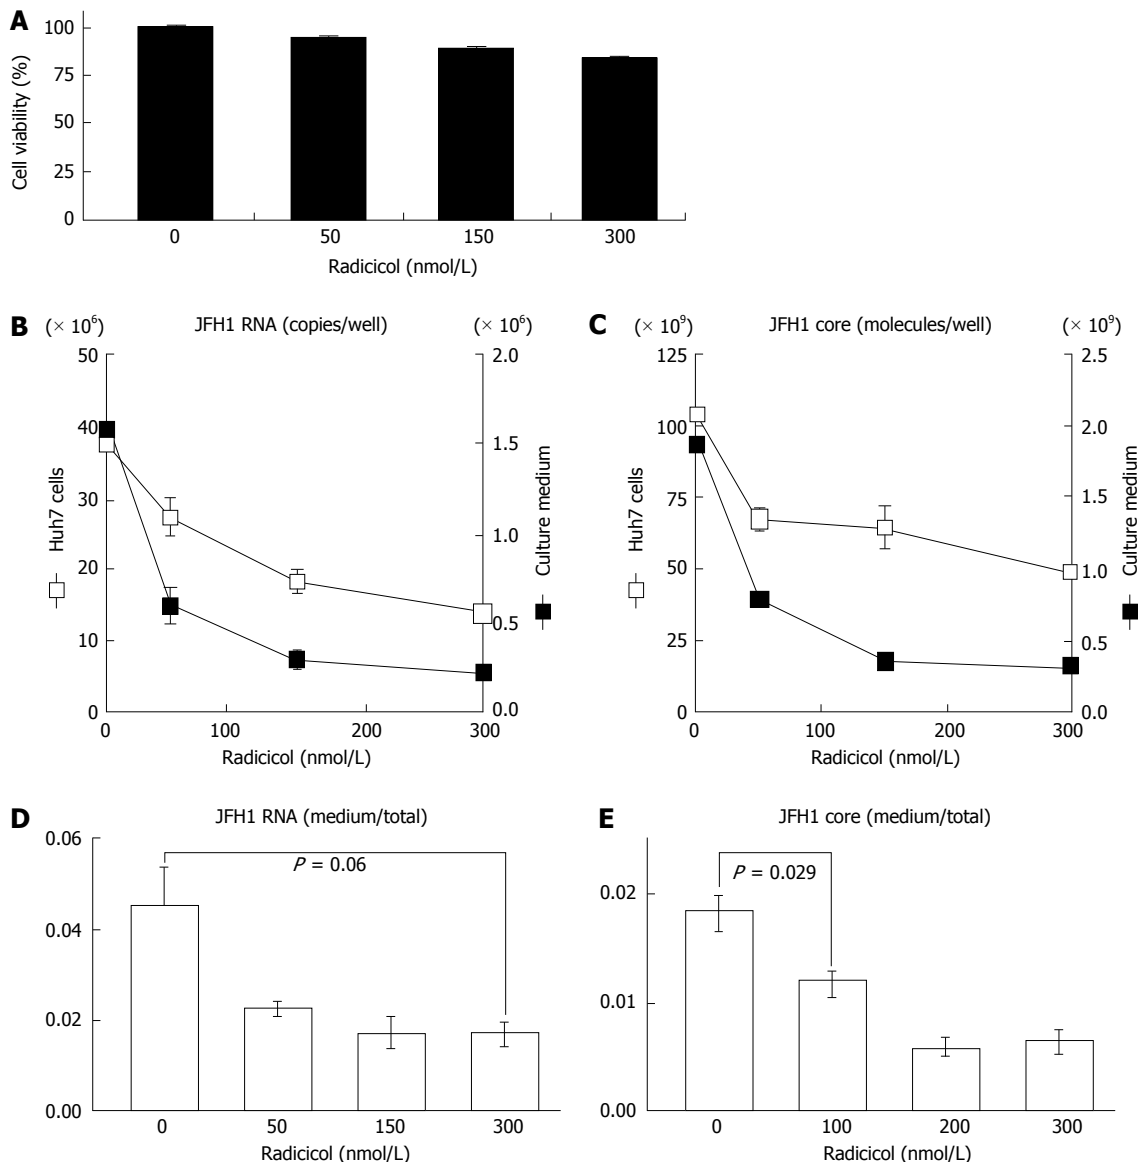 A
Cell viability (%)
100
75
50
25
0
0 50 150 300
Radicicol (nmol/L)
B
(× 10⁶) JFH1 RNA (copies/well) (× 10⁶)
Huh7 cells
50
40
30
20
10
0
2.0
1.5
1.0
0.5
0.0
Culture medium
0 100 200 300
Radicicol (nmol/L)
C
(× 10⁹) JFH1 core (molecules/well) (× 10⁹)
Huh7 cells
125
100
75
50
25
0
2.5
2.0
1.5
1.0
0.5
0.0
Culture medium
0 100 200 300
Radicicol (nmol/L)
D
JFH1 RNA (medium/total)
0.06
0.04
0.02
0.00
P = 0.06
0 50 150 300
Radicicol (nmol/L)
E
JFH1 core (medium/total)
0.02
0.01
0.00
P = 0.029
0 100 200 300
Radicicol (nmol/L)